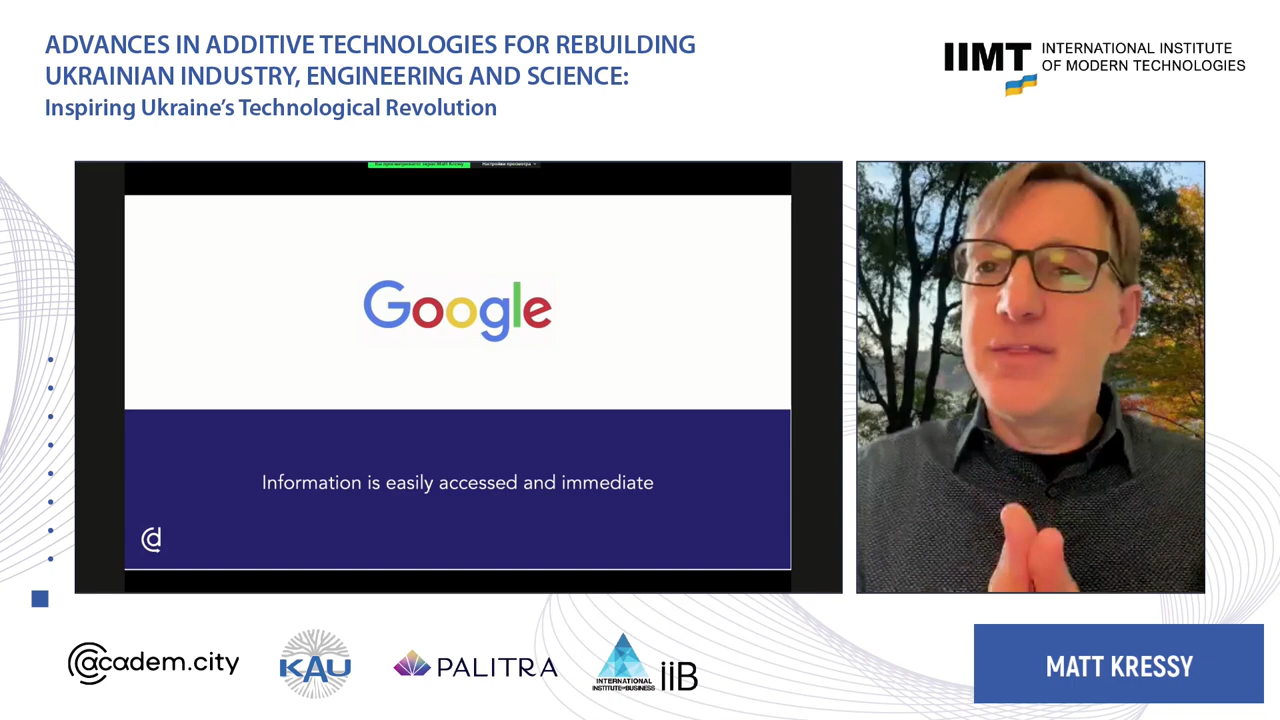 ADVANCES IN ADDITIVE TECHNOLOGIES FOR REBUILDING
UKRAINIAN INDUSTRY, ENGINEERING AND SCIENCE:
Inspiring Ukraine's Technological Revolution
IIMT
INTERNATIONAL INSTITUTE
OF MODERN TECHNOLOGIES
Google
Information is easily accessed and immediate
cd
academ.city
KAU
PALITRA
INTERNATIONAL
INSTITUTE OF BUSINESS
iiB
MATT KRESSY